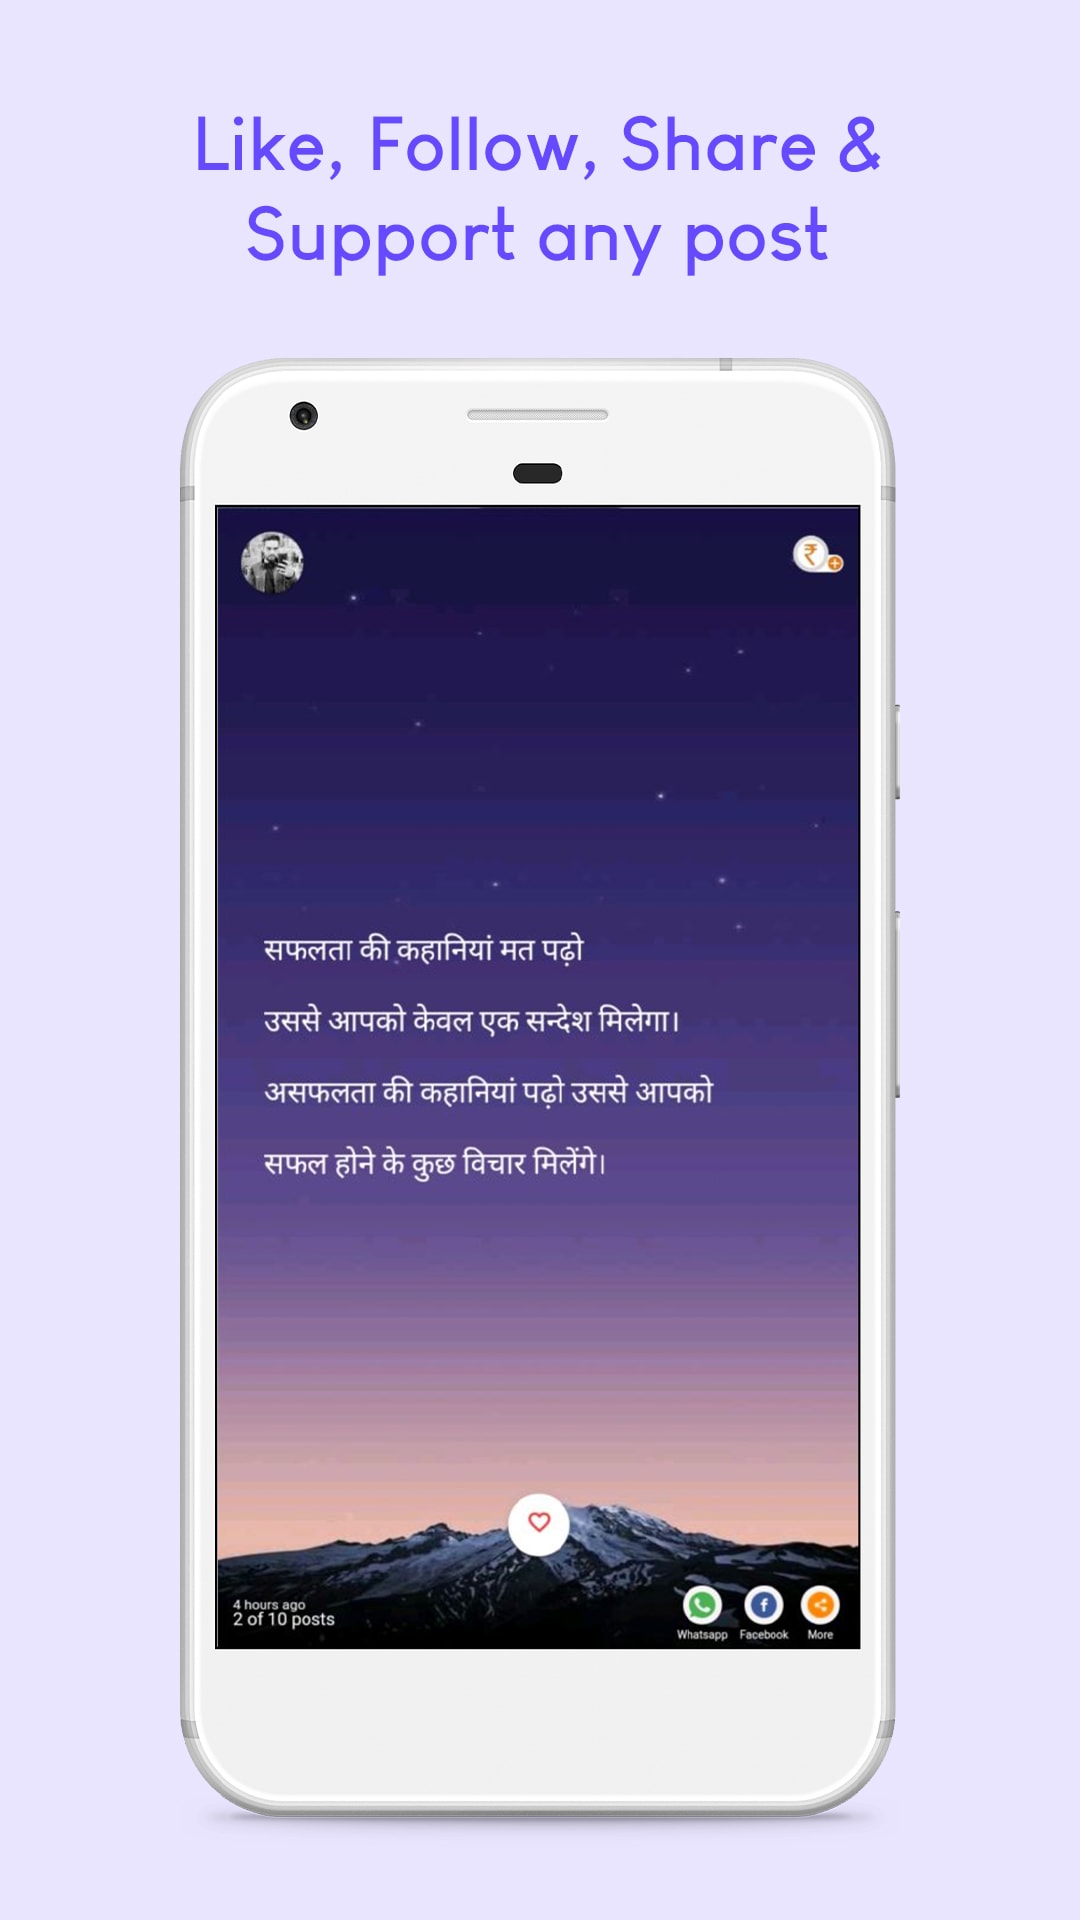 Like, Follow, Share &
Support any post
₹
सफलता की कहानियां मत पढ़ो
उससे आपको केवल एक सन्देश मिलेगा।
असफलता की कहानियां पढ़ो उससे आपको
सफल होने के कुछ विचार मिलेंगे।
4 hours ago
2 of 10 posts
Whatsapp Facebook More